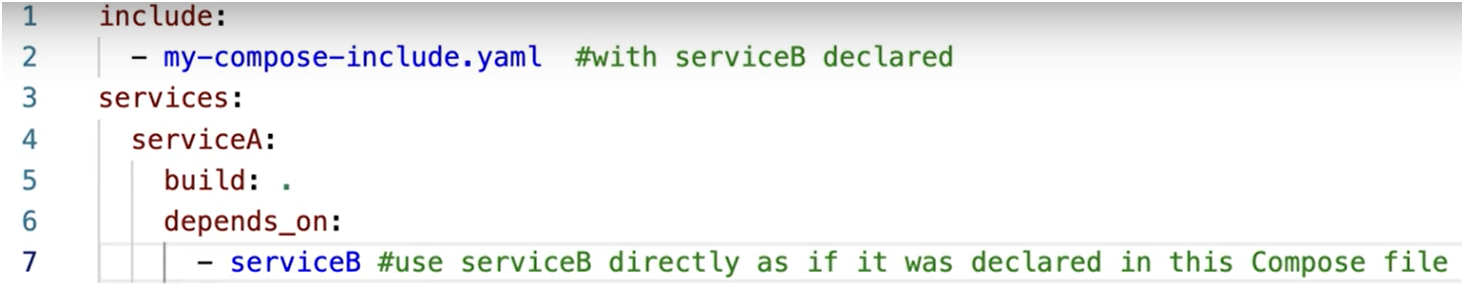 1 include:
2 - my-compose-include.yaml #with serviceB declared
3 services:
4 serviceA:
5 build: .
6 depends_on:
7 - serviceB #use serviceB directly as if it was declared in this Compose file